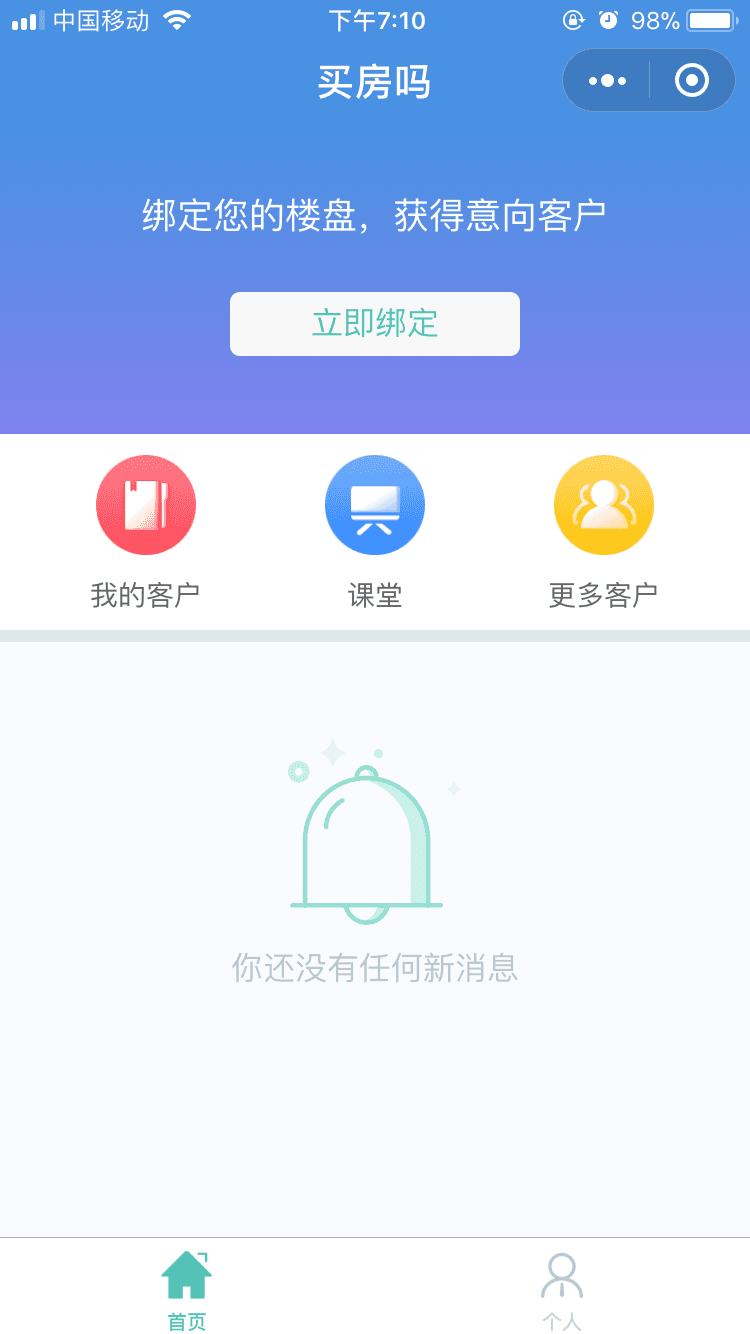 中国移动
下午7:10
98%
买房吗
绑定您的楼盘，获得意向客户
立即绑定
我的客户
课堂
更多客户
你还没有任何新消息
首页
个人